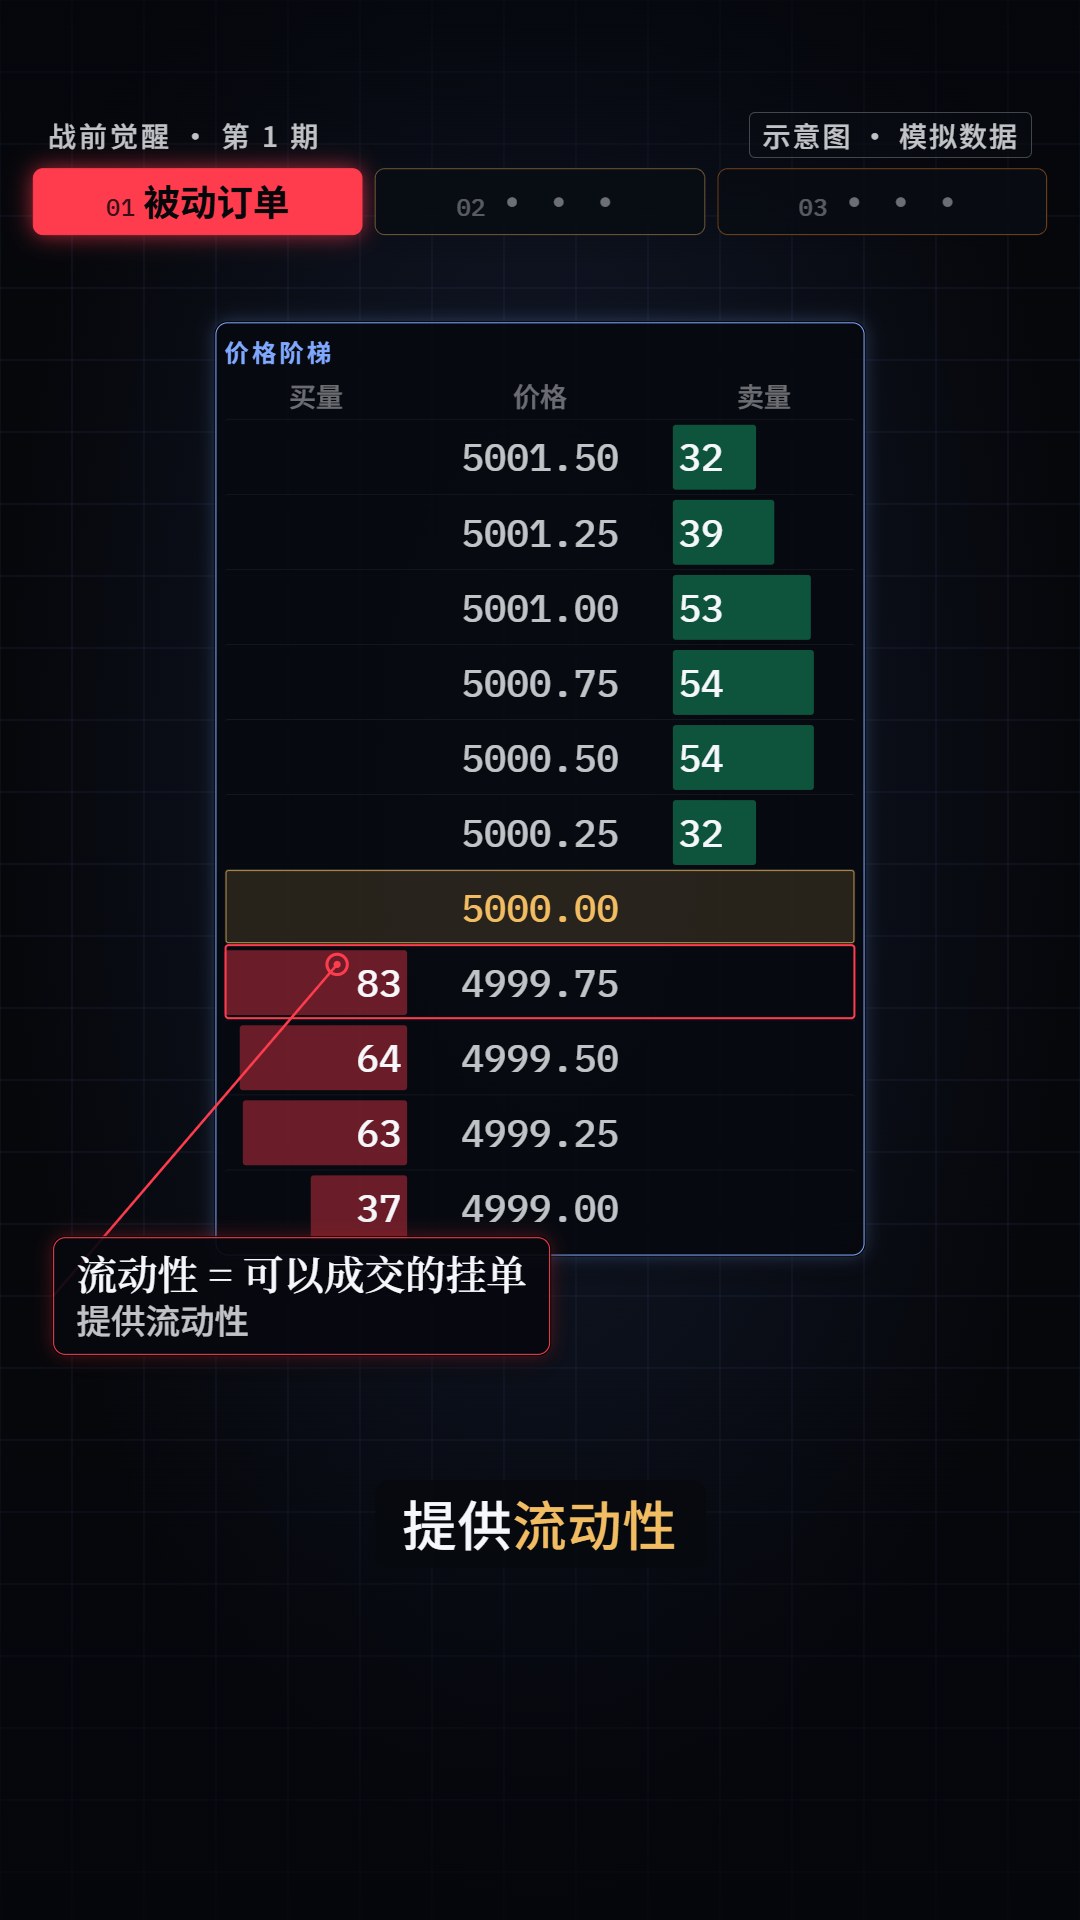 战前觉醒 · 第 1 期
示意图 · 模拟数据
01 被动订单
02 • • •
03 • • •
价格阶梯
买量 价格 卖量
5001.50 32
5001.25 39
5001.00 53
5000.75 54
5000.50 54
5000.25 32
5000.00
83 4999.75
64 4999.50
63 4999.25
37 4999.00
流动性 = 可以成交的挂单
提供流动性
提供流动性